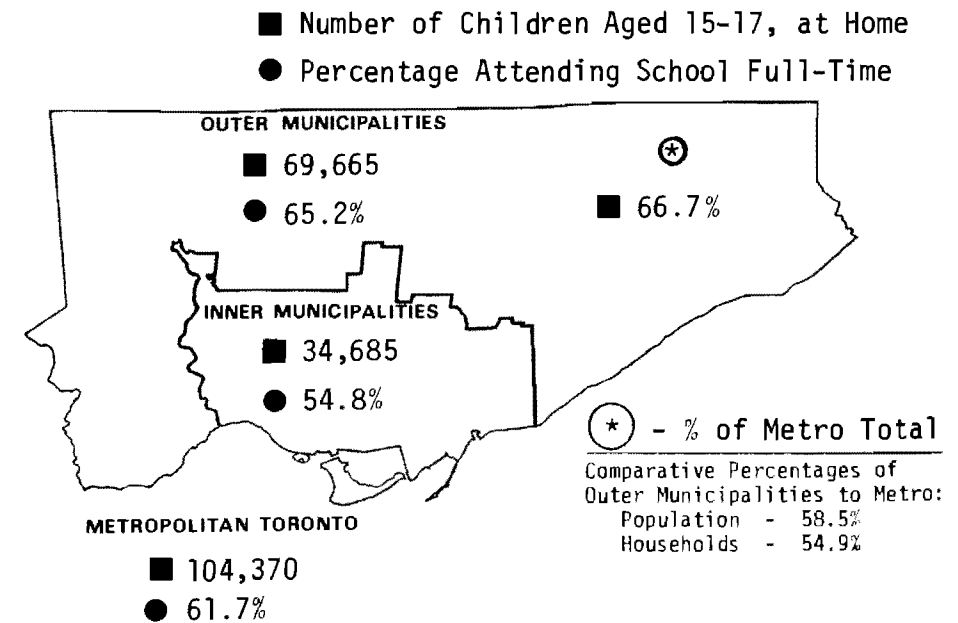 ■ Number of Children Aged 15-17, at Home
● Percentage Attending School Full-Time
OUTER MUNICIPALITIES
■ 69,665
● 65.2%
*
■ 66.7%
INNER MUNICIPALITIES
■ 34,685
● 54.8%
* - % of Metro Total
Comparative Percentages of
Outer Municipalities to Metro:
Population - 58.5%
Households - 54.9%
METROPOLITAN TORONTO
■ 104,370
● 61.7%